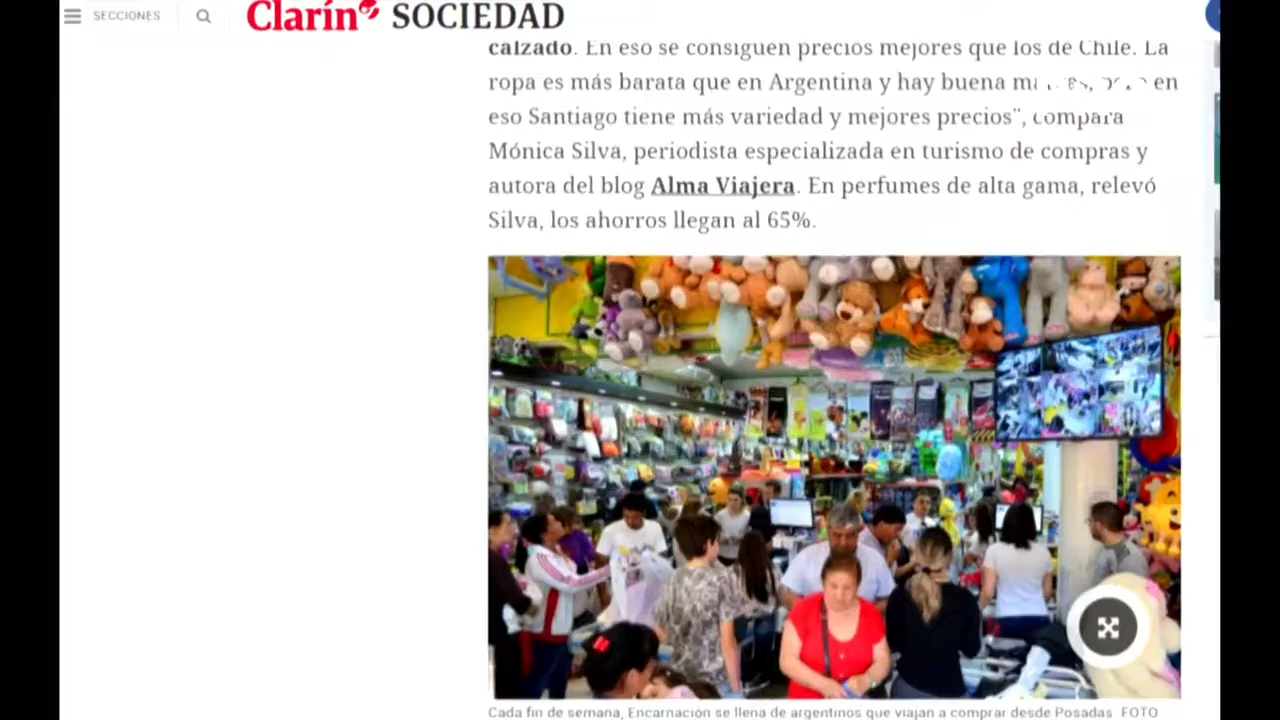 SECCIONES
Clarín SOCIEDAD
calzado. En eso se consiguen precios mejores que los de Chile. La
ropa es más barata que en Argentina y hay buena en
eso Santiago tiene más variedad y mejores precios", compara
Mónica Silva, periodista especializada en turismo de compras y
autora del blog Alma Viajera. En perfumes de alta gama, relevó
Silva, los ahorros llegan al 65%.
Cada fin de semana, Encarnación se llena de argentinos que viajan a comprar desde Posadas FOTO